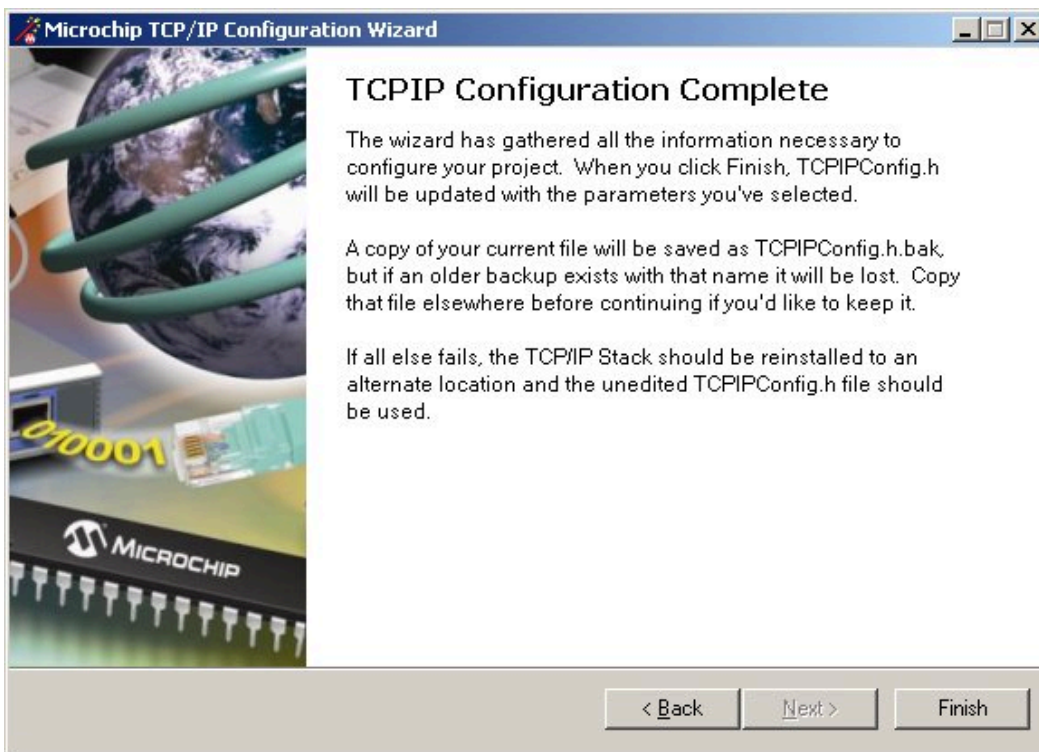 Microchip TCP/IP Configuration Wizard
TCPIP Configuration Complete
The wizard has gathered all the information necessary to
configure your project. When you click Finish, TCPIPConfig.h
will be updated with the parameters you've selected.
A copy of your current file will be saved as TCPIPConfig.h.bak,
but if an older backup exists with that name it will be lost. Copy
that file elsewhere before continuing if you'd like to keep it.
If all else fails, the TCP/IP Stack should be reinstalled to an
alternate location and the unedited TCPIPConfig.h file should
be used.
010001
MICROCHIP
< Back
Next >
Finish